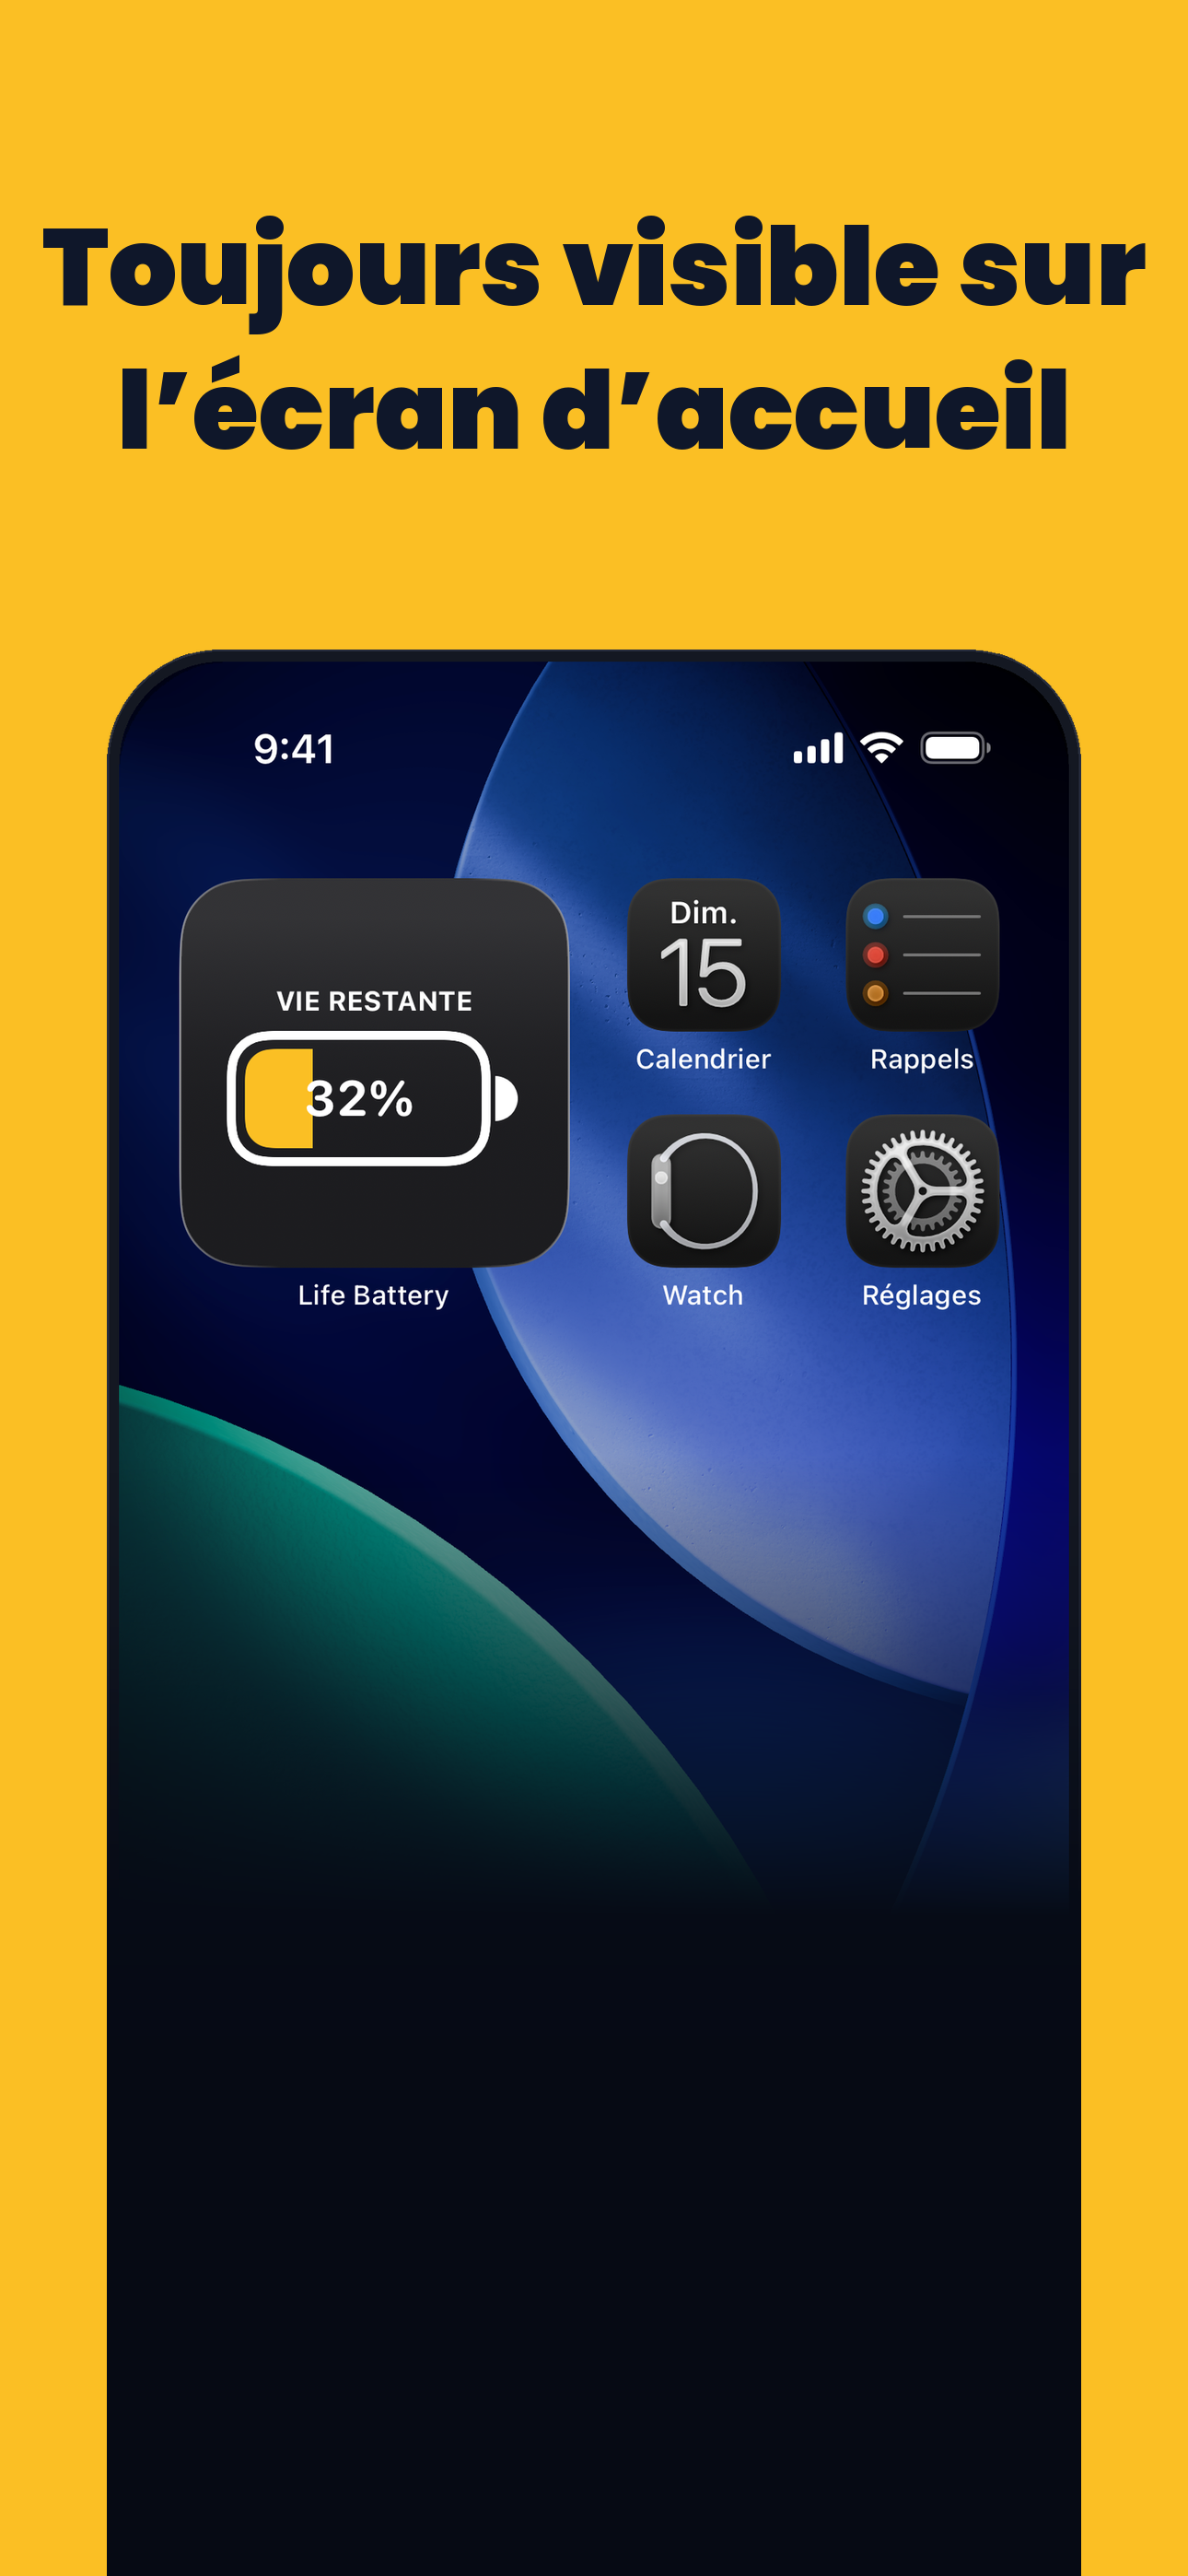 Toujours visible sur
l’écran d’accueil
9:41
VIE RESTANTE
32%
Life Battery
Dim.
15
Calendrier
Rappels
Watch
Réglages